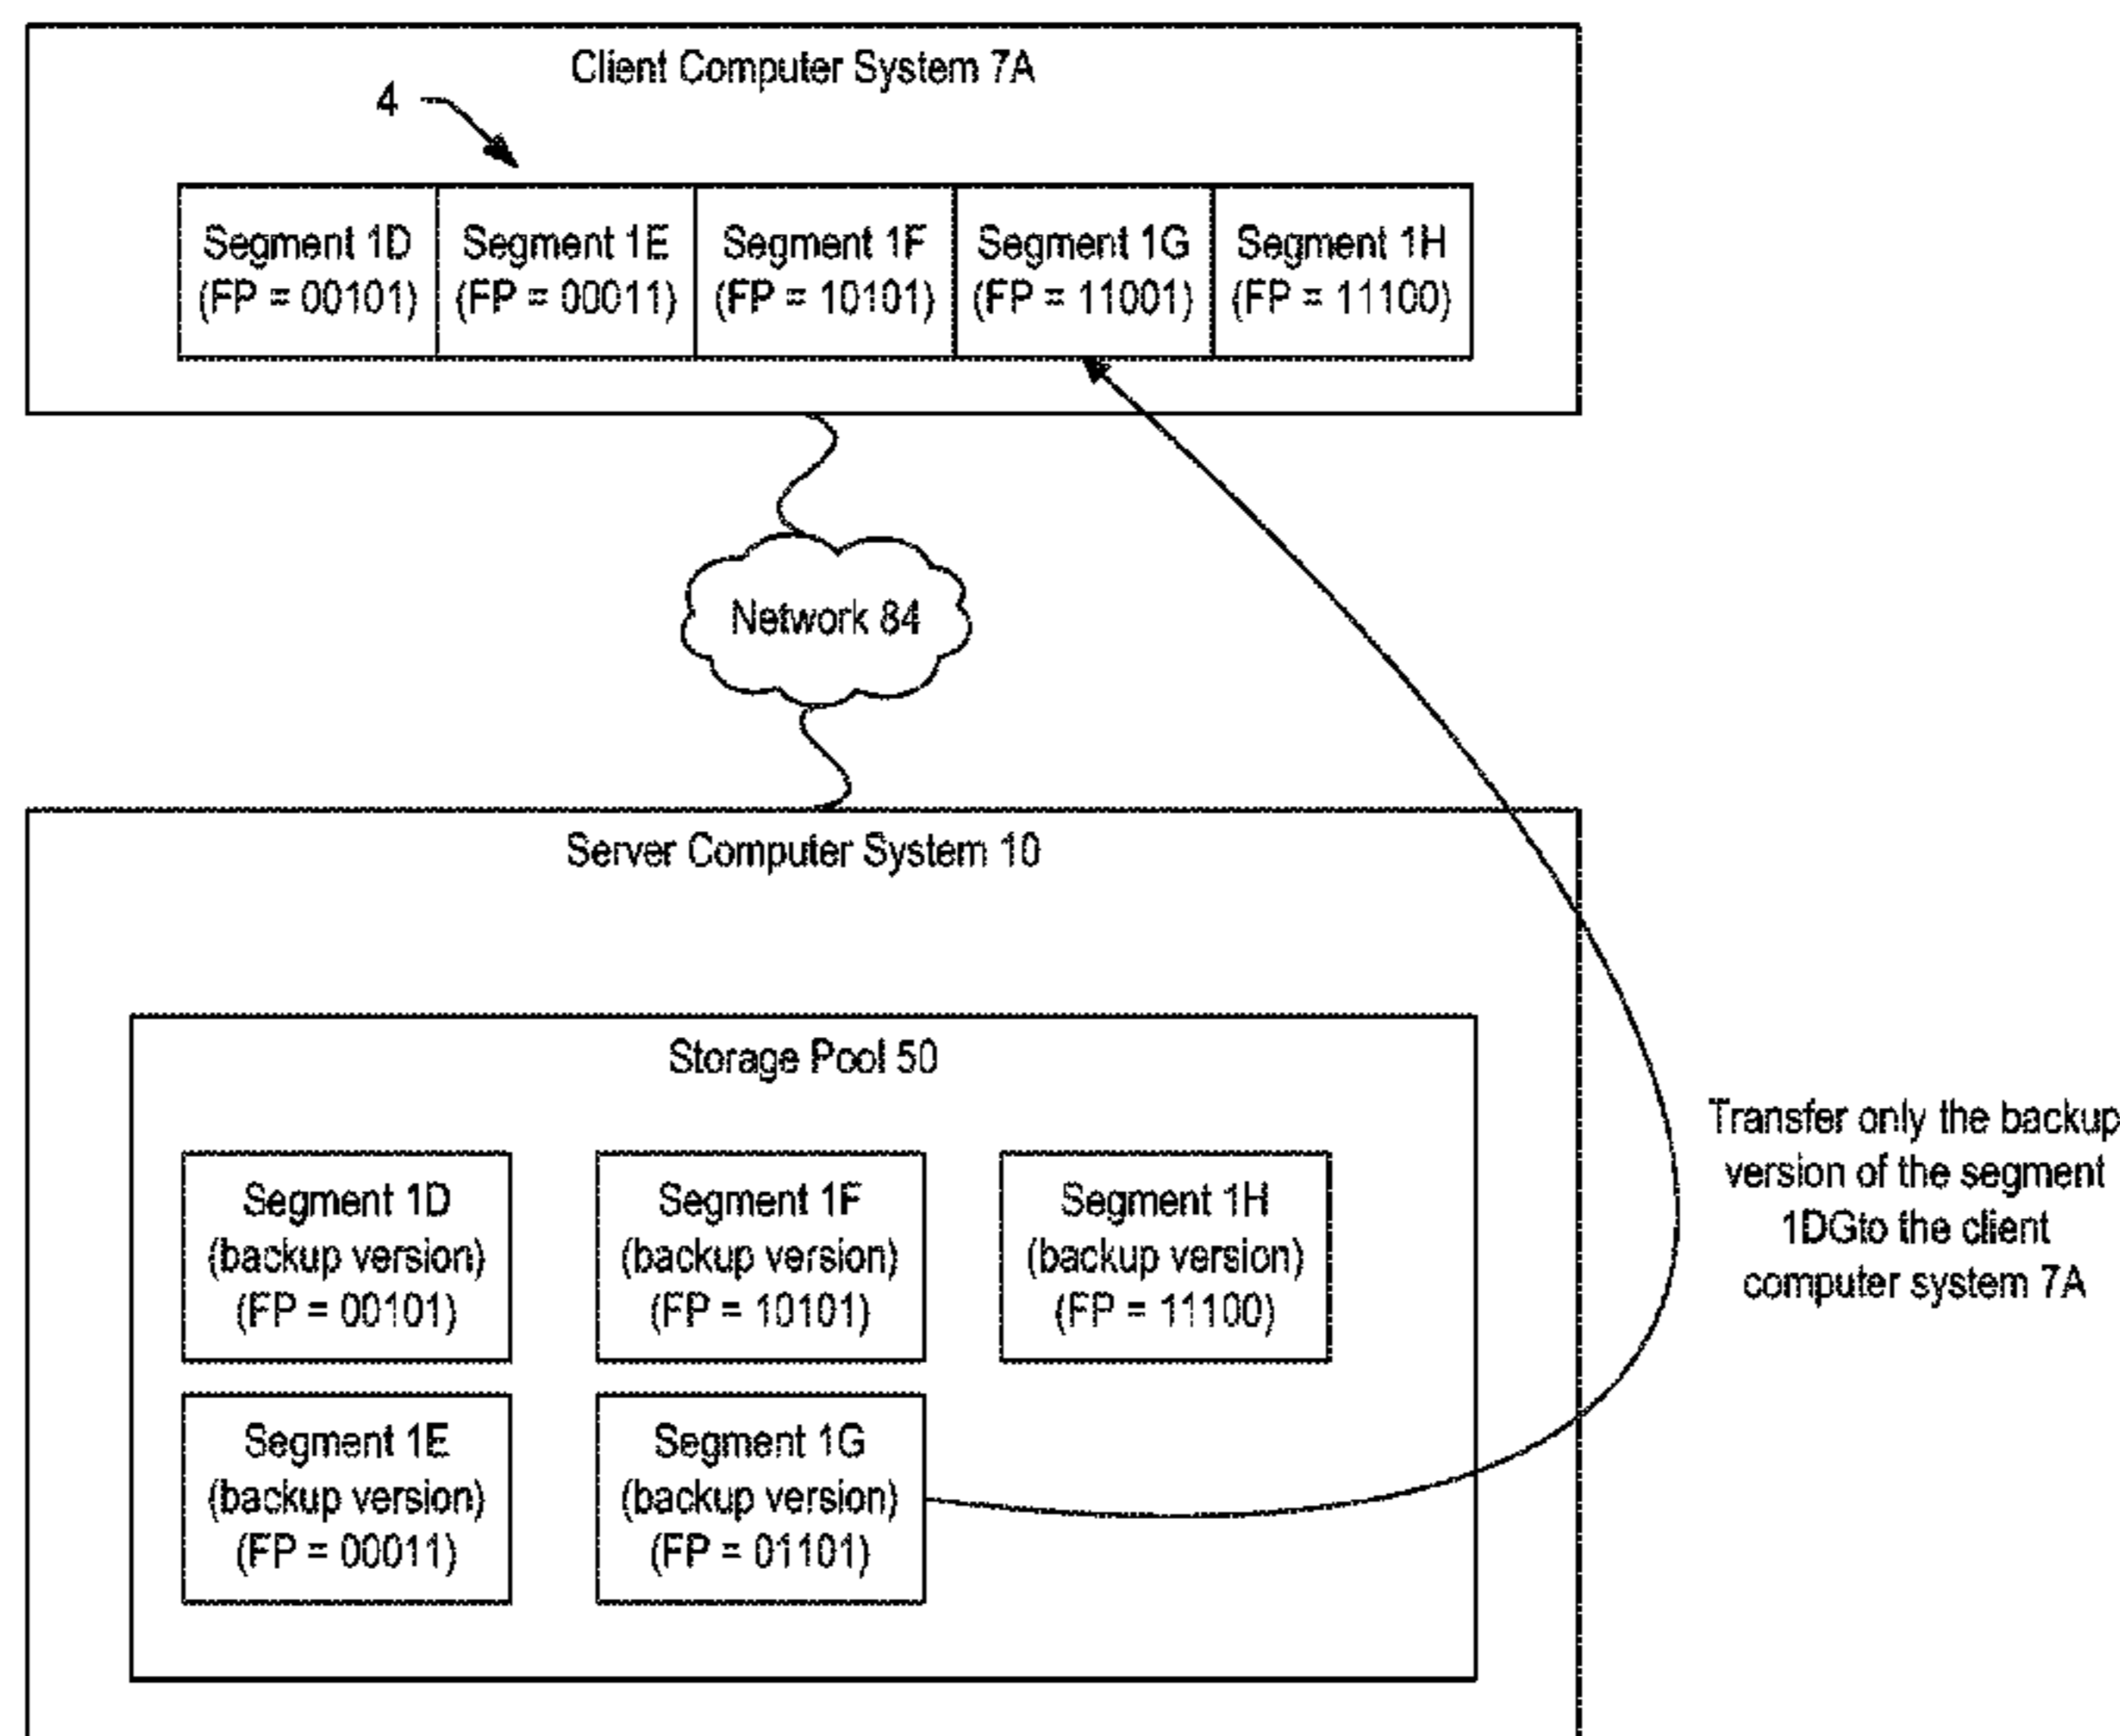 Client Computer System 7A
4
Segment 1D
(FP = 00101)
Segment 1E
(FP = 00011)
Segment 1F
(FP = 10101)
Segment 1G
(FP = 11001)
Segment 1H
(FP = 11100)
Network 84
Server Computer System 10
Storage Pool 50
Segment 1D
(backup version)
(FP = 00101)
Segment 1F
(backup version)
(FP = 10101)
Segment 1H
(backup version)
(FP = 11100)
Segment 1E
(backup version)
(FP = 00011)
Segment 1G
(backup version)
(FP = 01101)
Transfer only the backup
version of the segment
1DGto the client
computer system 7A